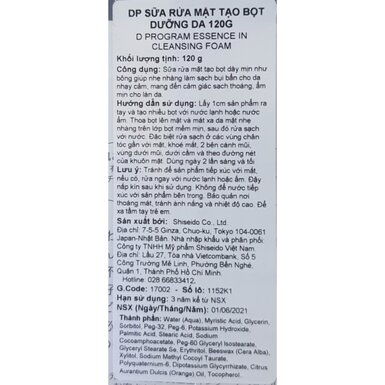 DP SỮA RỬA MẶT TẠO BỌT
DƯỠNG DA 120G
D PROGRAM ESSENCE IN
CLEANSING FOAM
Khối lượng tịnh: 120 g
Công dụng: Sữa rửa mặt tạo bọt dày mịn như
bông giúp nhẹ nhàng làm sạch bụi bẩn cho da
nhạy cảm, mang đến cảm giác sạch thoáng, ẩm
mịn cho làn da.
Hướng dẫn sử dụng: Lấy 1cm sản phẩm ra
tay và tạo nhiều bọt với nước lạnh hoặc nước
ấm. Thoa bọt lên mặt và mát xa da mặt nhẹ
nhàng trên lớp bọt mềm mịn, sau đó rửa sạch
với nước. Đặc biệt rửa sạch ở các vùng chân
tóc gần với mặt, khoé mắt, 2 bên cánh mũi,
vùng dưới mũi, dưới cằm và theo đường nét
của khuôn mặt. Dùng ngày 2 lần sáng và tối
Lưu ý: Tránh để sản phẩm tiếp xúc với mắt,
nếu có, rửa ngay với nước lạnh hoặc ấm. Đậy
nắp kín sau khi sử dụng. Không để nước tiếp
xúc với sản phẩm bên trong. Bảo quản nơi
thoáng mát, tránh ánh nắng và nhiệt độ cao. Để
xa tầm tay trẻ em.
Sản xuất bởi: Shiseido Co., Ltd.
Địa chỉ: 7-5-5 Ginza, Chuo-ku, Tokyo 104-0061
Japan-Nhật Bản. Nhà nhập khẩu và phân phối
Công ty TNHH Mỹ phẩm Shiseido Việt Nam
Địa chỉ: Lầu 27, Tòa nhà Vietcombank, Số 5
Công Trường Mê Linh, Phường Bến Nghé,
Quận 1, Thành Phố Hồ Chí Minh.
Hotline: 028 66833412.
G.Code: 17002 - Số lô: 1152K1
Hạn sử dụng: 3 năm kể từ NSX
NSX (Ngày/Tháng/Năm): 01/06/2021
Thành phần: Water (Aqua), Myristic Acid, Glycerin,
Sorbitol, Peg-32, Peg-6, Potassium Hydroxide,
Palmitic Acid, Stearic Acid, Sodium
Cocoamphoacetate, Peg-60 Glyceryl Isostearate,
Glyceryl Stearate Se, Erythritol, Beeswax (Cera Alba),
Xylitol, Sodium Methyl Cocoyl Taurate,
Polyquaternium-6, Dipotassium Glycyrrhizate, Citrus
Aurantium Dulcis (Orange) Oil, Tocopherol,